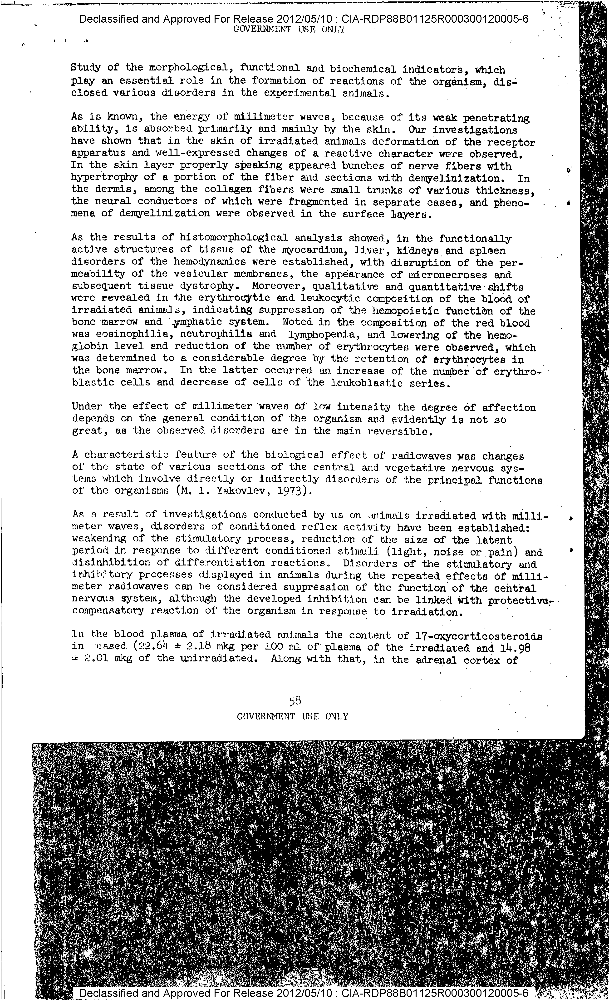 Declassified and Approved For Release 2012/05/10 : CIA-RDP88B01125R000300120005-6
GOVERNMENT USE ONLY
Study of the morphological, functional and biochemical indicators, which
play an essential role in the formation of reactions of the organism, dis-
closed various disorders in the experimental animals.
As is known, the energy of millimeter waves, because of its weak penetrating
ability, is absorbed primarily and mainly by the skin. Our investigations
have shown that in the skin of irradiated animals deformation of the receptor
apparatus and well-expressed changes of a reactive character were observed.
In the skin layer properly speaking appeared bunches of nerve fibers with
hypertrophy of a portion of the fiber and sections with demyelinization. In
the dermis, among the collagen fibers were small trunks of various thickness,
the neural conductors of which were fragmented in separate cases, and pheno-
mena of demyelinization were observed in the surface layers.
As the results of histomorphological analysis showed, in the functionally
active structures of tissue of the myocardium, liver, kidneys and spleen
disorders of the hemodynamics were established, with disruption of the per-
meability of the vesicular membranes, the appearance of micronecroses and
subsequent tissue dystrophy. Moreover, qualitative and quantitative shifts
were revealed in the erythrocytic and leukocytic composition of the blood of
irradiated animals, indicating suppression of the hemopoietic function of the
bone marrow and ymphatic system. Noted in the composition of the red blood
was eosinophilia, neutrophilia and lymphopenia, and lowering of the hemo-
globin level and reduction of the number of erythrocytes were observed, which
was determined to a considerable degree by the retention of erythrocytes in
the bone marrow. In the latter occurred an increase of the number of erythro-
blastic cells and decrease of cells of the leukoblastic series.
Under the effect of millimeter waves of low intensity the degree of affection
depends on the general condition of the organism and evidently is not so
great, as the observed disorders are in the main reversible.
A characteristic feature of the biological effect of radiowaves was changes
of the state of various sections of the central and vegetative nervous sys-
tems which involve directly or indirectly disorders of the principal functions
of the organisms (M. I. Yakovlev, 1973).
As a result of investigations conducted by us on animals irradiated with milli-
meter waves, disorders of conditioned reflex activity have been established:
weakening of the stimulatory process, reduction of the size of the latent
period in response to different conditioned stimuli (light, noise or pain) and
disinhibition of differentiation reactions. Disorders of the stimulatory and
inhibitory processes displayed in animals during the repeated effects of milli-
meter radiowaves can be considered suppression of the function of the central
nervous system, although the developed inhibition can be linked with protective-
compensatory reaction of the organism in response to irradiation.
In the blood plasma of irradiated animals the content of 17-oxycorticosteroids
in eased (22.64 ± 2.18 mkg per 100 ml of plasma of the irradiated and 14.98
± 2.01 mkg of the unirradiated. Along with that, in the adrenal cortex of
58
GOVERNMENT USE ONLY
Declassified and Approved For Release 2012/05/10 : CIA-RDP88B01125R000300120005-6